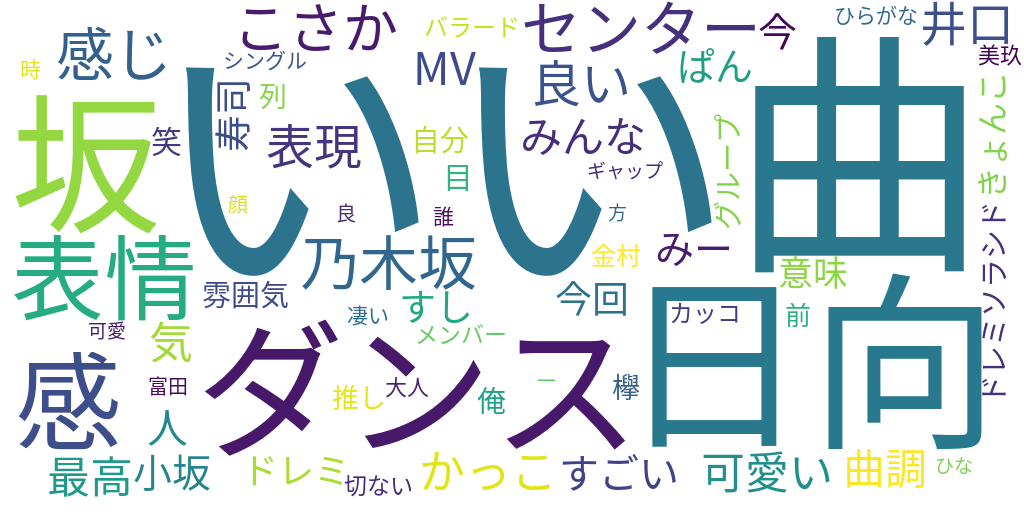 こさか
バラード
センター
今
ひらがな
井口
感じ
シングル
MV
良い
ぱん
美玖
時
列
寿司
坂
いい曲
笑
表現
自分
みんな
グループ
きょんこ
目
ギャップ
顔
良
誰
方
ドレミソラシド
表情
乃木坂
金村
みー
意味
雰囲気
凄い
すし
今回
カッコ
前
日向
可愛
気
メンバー
感
ダンス
富田
推し
大人
俺
一
欅
人
最高
小坂
ドレミ
切ない
かっこ
すごい
可愛い
曲調
ひな